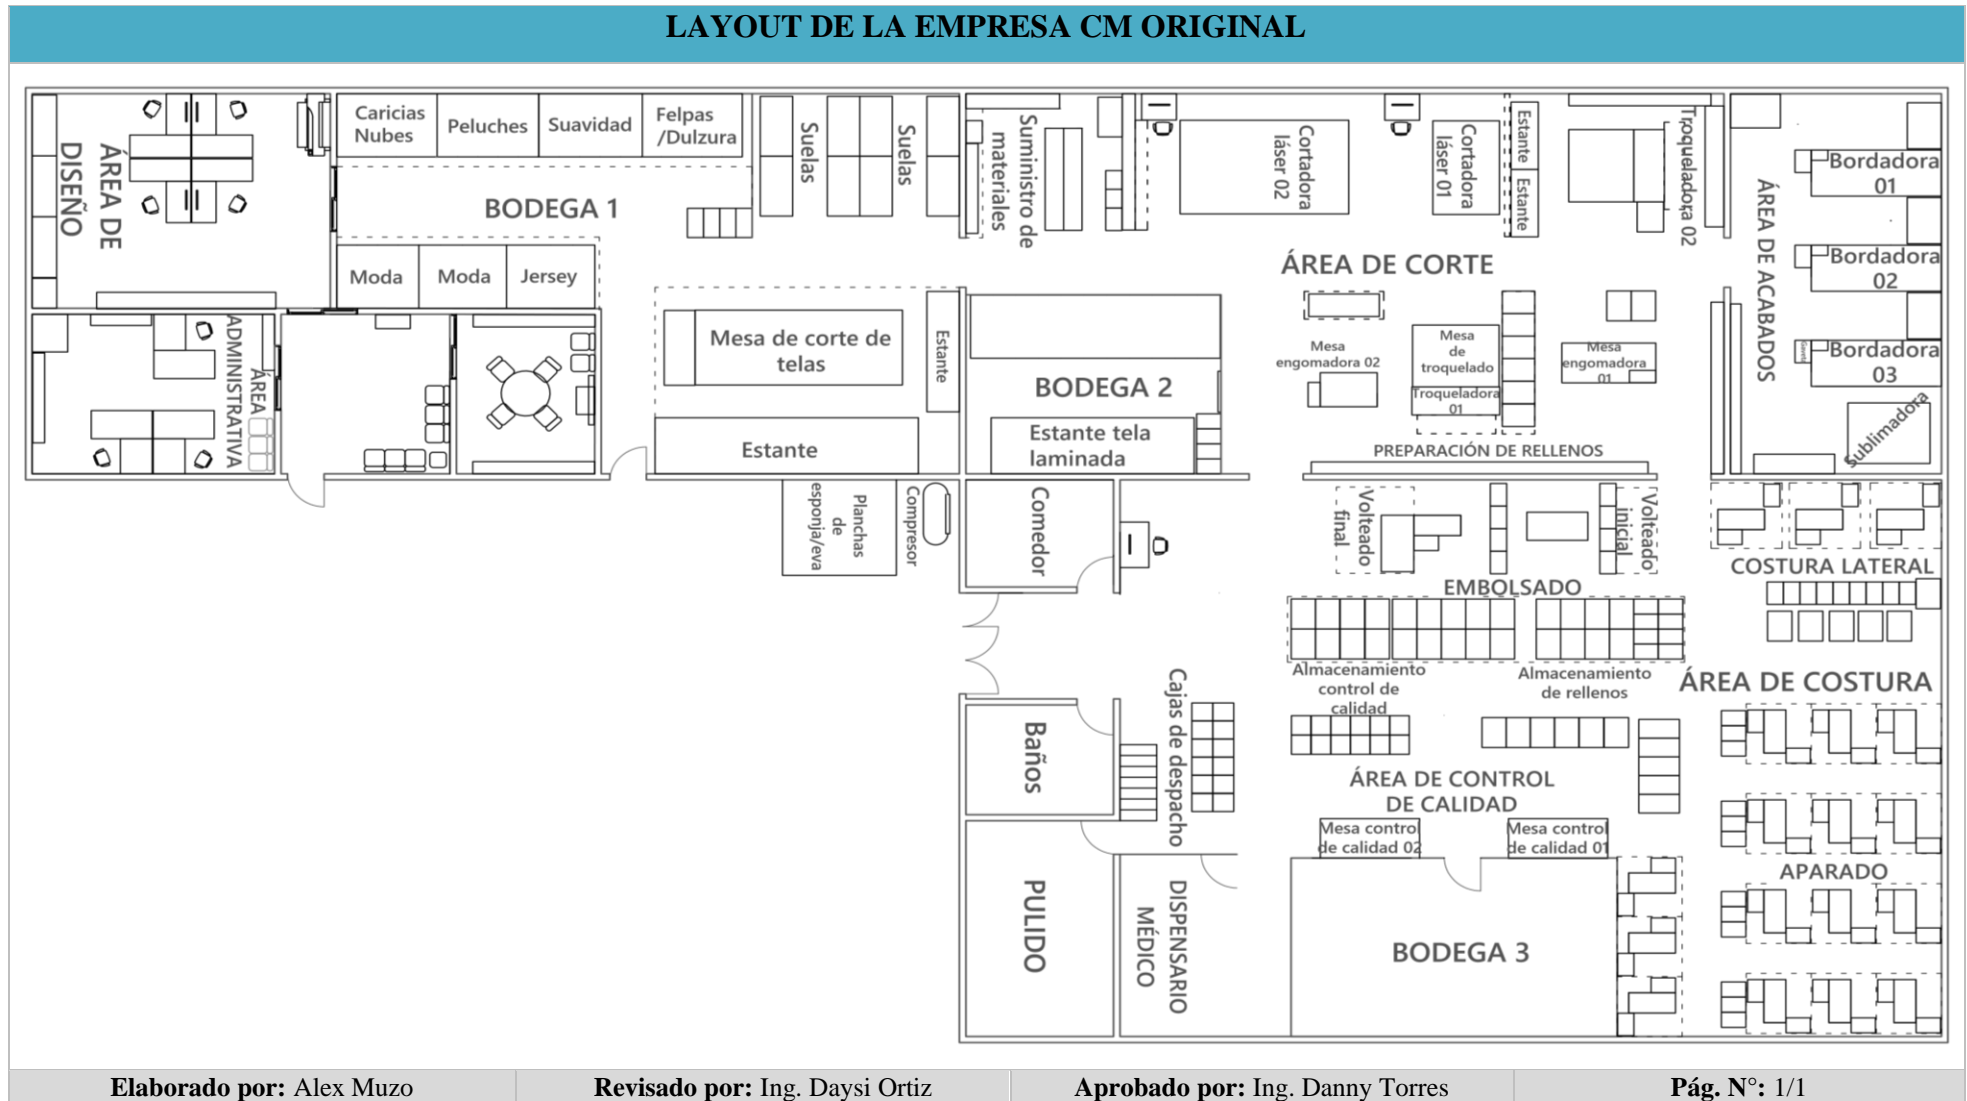 LAYOUT DE LA EMPRESA CM ORIGINAL
ÁREA DE
DISEÑO
Caricias
Nubes
Peluches
Suavidad
Felpas
/Dulzura
BODEGA 1
Moda
Moda
Jersey
Suelas
Suelas
Suministro de
materiales
Cortadora
láser 02
Cortadora
láser 01
Estante
Estante
Troqueladora 02
ÁREA DE CORTE
ÁREA DE ACABADOS
Bordadora
01
Bordadora
02
Bordadora
03
Sublimadora
ÁREA
ADMINISTRATIVA
Mesa de corte de
telas
Estante
Estante
BODEGA 2
Estante tela
laminada
Mesa
engomadora 02
Mesa
de
troquelado
Troqueladora
01
Mesa
engomadora
01
PREPARACIÓN DE RELLENOS
Planchas
de
esponja/eva
Compresor
Comedor
Volteado
final
Volteado
inicial
EMBOLSADO
COSTURA LATERAL
Almacenamiento
control de
calidad
Almacenamiento
de rellenos
ÁREA DE COSTURA
Cajas de despacho
Baños
ÁREA DE CONTROL
DE CALIDAD
Mesa control
de calidad 02
Mesa control
de calidad 01
APARADO
PULIDO
DISPENSARIO
MÉDICO
BODEGA 3
Elaborado por: Alex Muzo
Revisado por: Ing. Daysi Ortiz
Aprobado por: Ing. Danny Torres
Pág. N°: 1/1